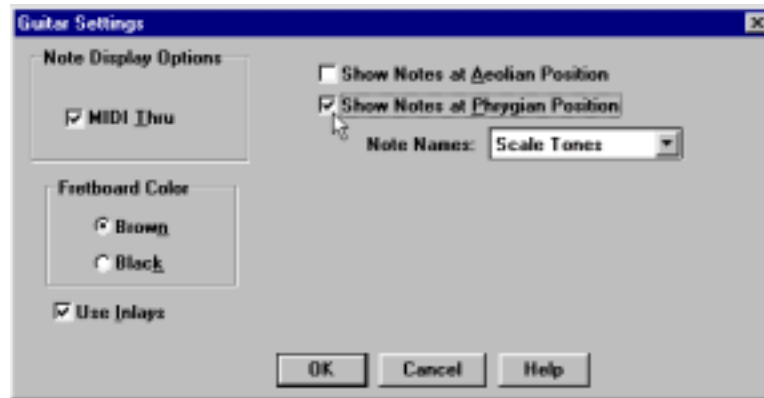 Guitar Settings
Note Display Options
MIDI Thru
Show Notes at Aeolian Position
Show Notes at Phrygian Position
Note Names: Scale Tones
Fretboard Color
Brown
Black
Use Inlays
OK Cancel Help